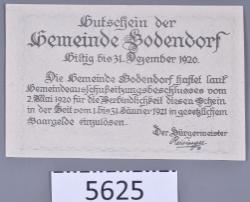 Gutschein der
Gemeinde Bodendorf
Giltig bis 31. Dezember 1920.
Die Gemeinde Bodendorf haftet laut
Gemeindeausschußsitzungsbeschlusses vom
2. Mai 1920 für die Verbindlichkeit diesen Schein
in der Zeit vom 1. bis 31. Jänner 1921 in gesetzlichem
Baargelde einzulösen.
Der Bürgermeister
5625